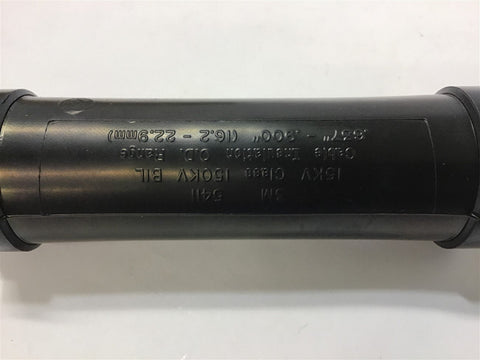 3M
5411
15KV Class 150KV BIL
Cable Insulation O.D. Range
.637" - .900" (16.2 - 22.9mm)